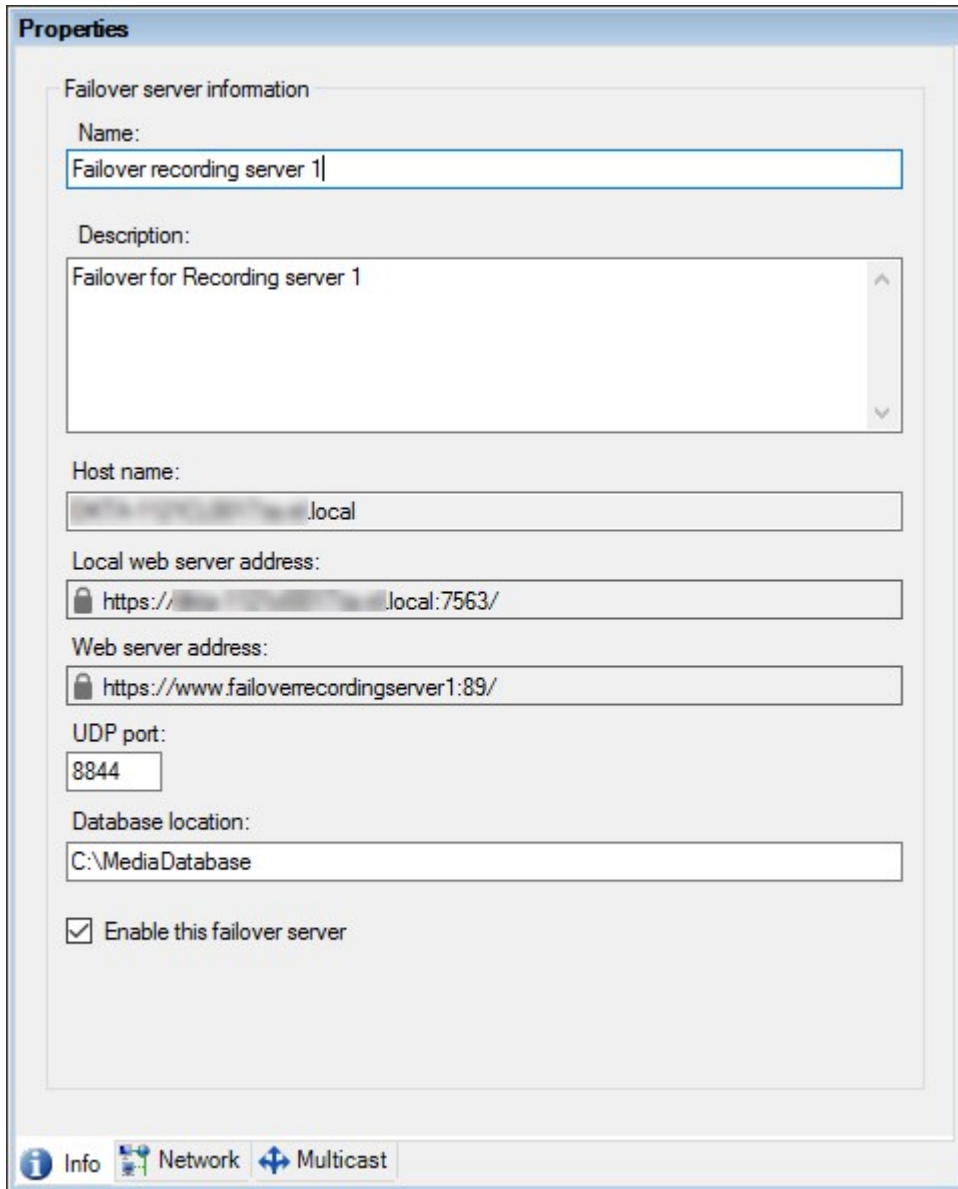 Properties
Failover server information
Name:
Failover recording server 1
Description:
Failover for Recording server 1
Host name:
.local
Local web server address:
https:// .local:7563/
Web server address:
https://www.failoverrecordingserver1:89/
UDP port:
8844
Database location:
C:\MediaDatabase
Enable this failover server
Info Network Multicast